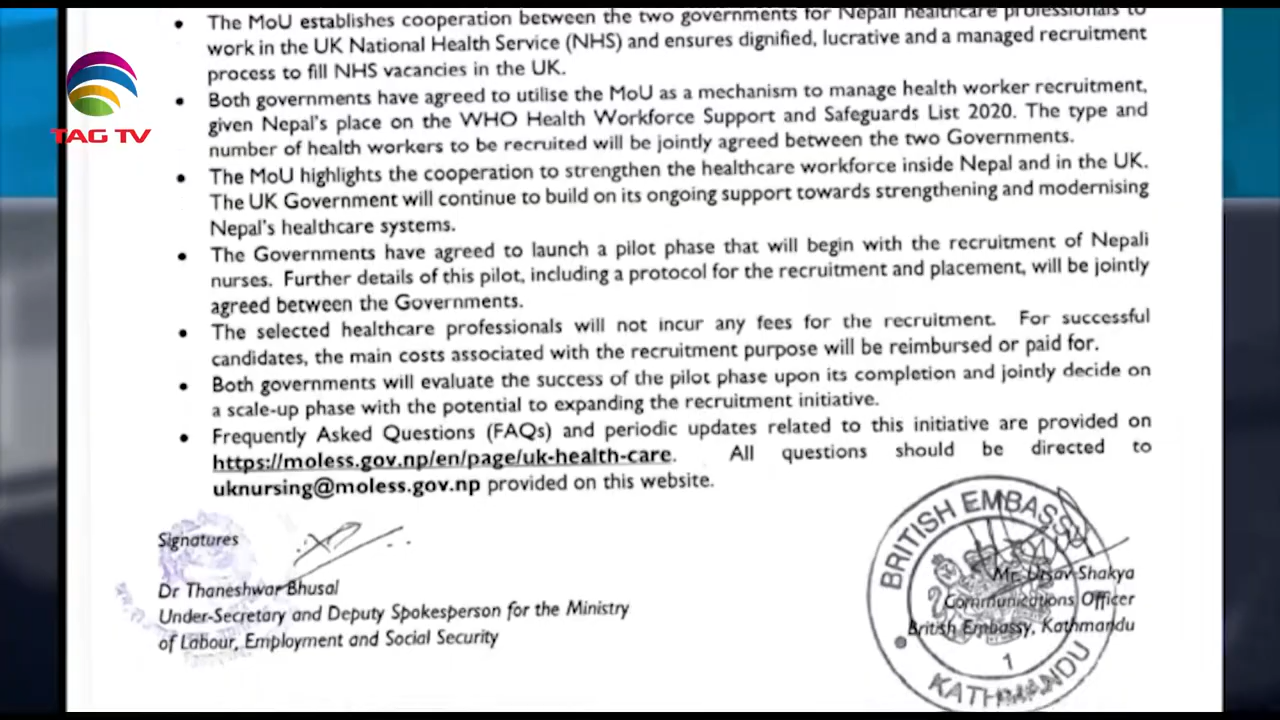 TAG TV
• The MoU establishes cooperation between the two governments for Nepali healthcare professionals to
work in the UK National Health Service (NHS) and ensures dignified, lucrative and a managed recruitment
process to fill NHS vacancies in the UK.
• Both governments have agreed to utilise the MoU as a mechanism to manage health worker recruitment,
given Nepal's place on the WHO Health Workforce Support and Safeguards List 2020. The type and
number of health workers to be recruited will be jointly agreed between the two Governments.
• The MoU highlights the cooperation to strengthen the healthcare workforce inside Nepal and in the UK.
The UK Government will continue to build on its ongoing support towards strengthening and modernising
Nepal's healthcare systems.
• The Governments have agreed to launch a pilot phase that will begin with the recruitment of Nepali
nurses. Further details of this pilot, including a protocol for the recruitment and placement, will be jointly
agreed between the Governments.
• The selected healthcare professionals will not incur any fees for the recruitment. For successful
candidates, the main costs associated with the recruitment purpose will be reimbursed or paid for.
• Both governments will evaluate the success of the pilot phase upon its completion and jointly decide on
a scale-up phase with the potential to expanding the recruitment initiative.
• Frequently Asked Questions (FAQs) and periodic updates related to this initiative are provided on
https://moless.gov.np/en/page/uk-health-care. All questions should be directed to
uknursing@moless.gov.np provided on this website.
Signatures
Dr Thaneshwar Bhusal
Under-Secretary and Deputy Spokesperson for the Ministry
of Labour, Employment and Social Security
BRITISH EMBASSY
Mr. Utsav Shakya
Communications Officer
British Embassy, Kathmandu
1
KATHMANDU